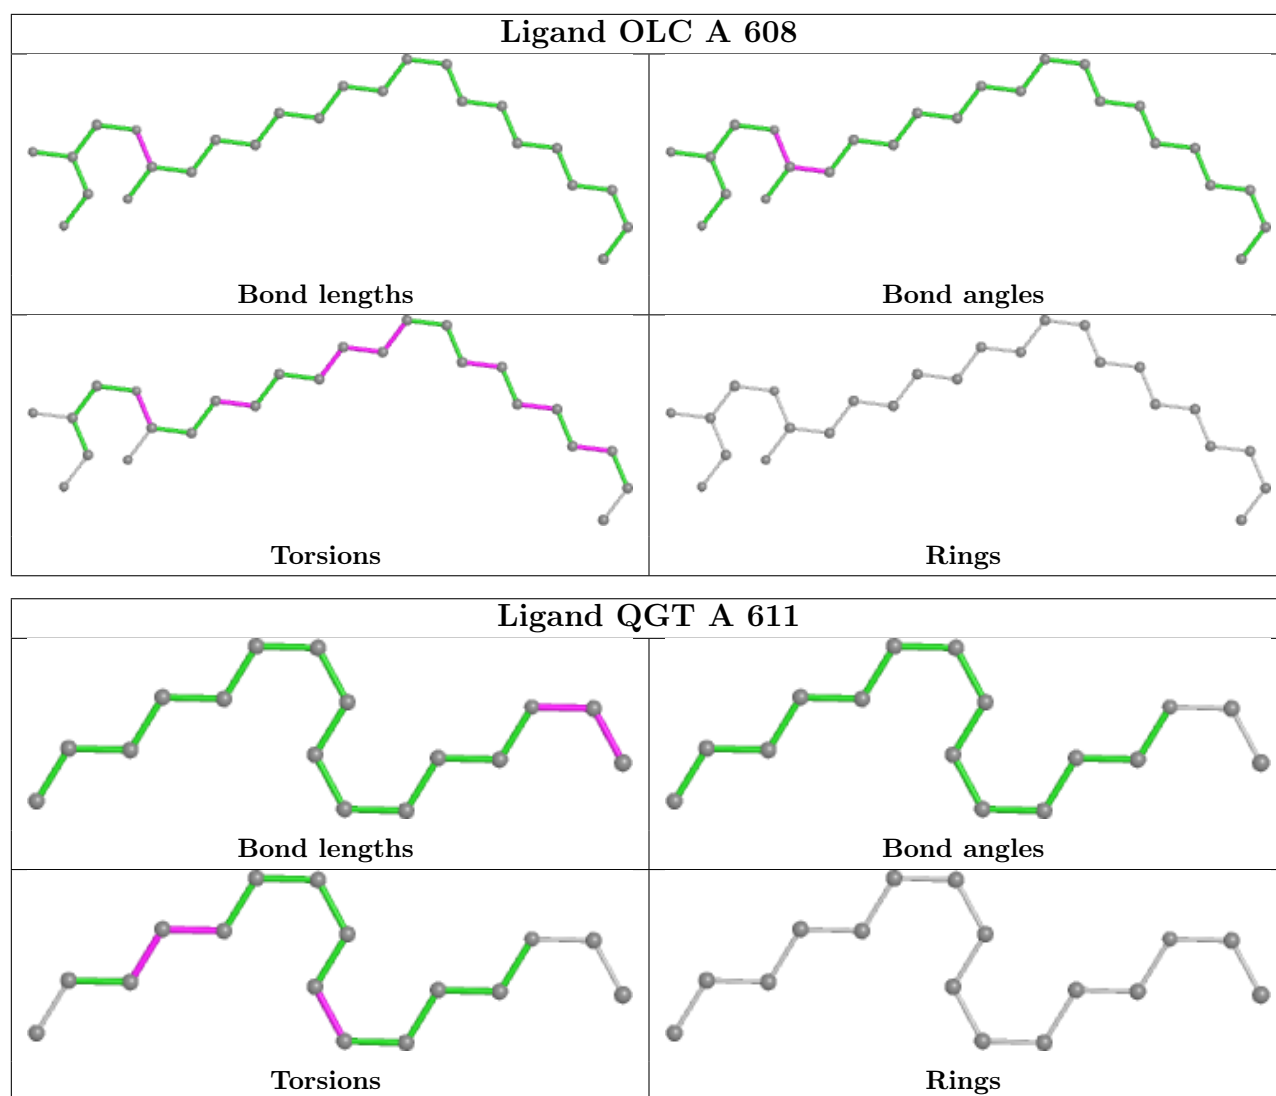 Ligand OLC A 608
Bond lengths
Bond angles
Torsions
Rings
Ligand QGT A 611
Bond lengths
Bond angles
Torsions
Rings